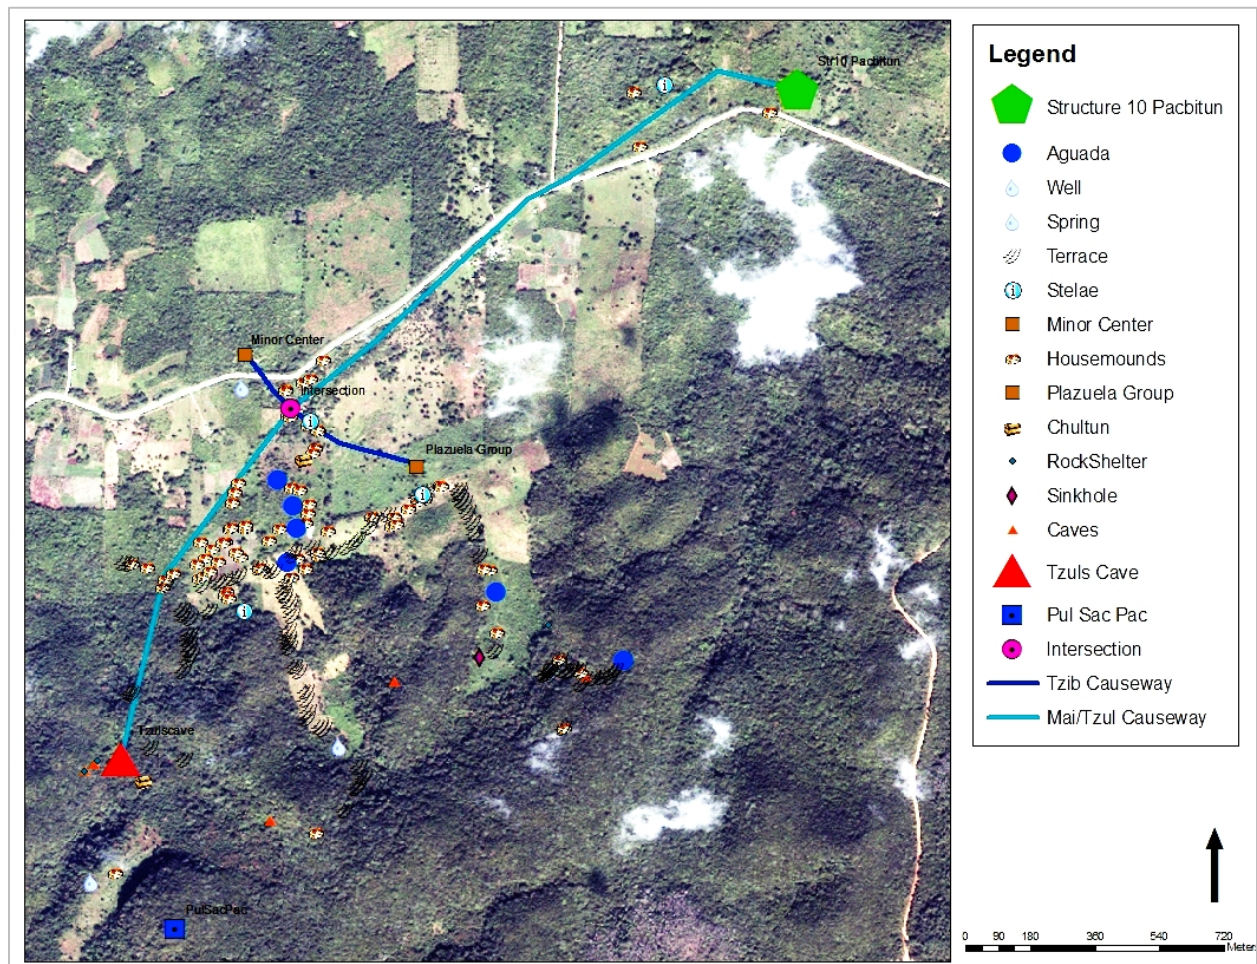 Str10 Pacbitun
Minor Center
Intersection
Plazuela Group
Tzulscave
PulSacPac
Legend
Structure 10 Pacbitun
Aguada
Well
Spring
Terrace
Stelae
Minor Center
Housemounds
Plazuela Group
Chultun
RockShelter
Sinkhole
Caves
Tzuls Cave
Pul Sac Pac
Intersection
Tzib Causeway
Mai/Tzul Causeway
0 90 180 360 540 720
Meters